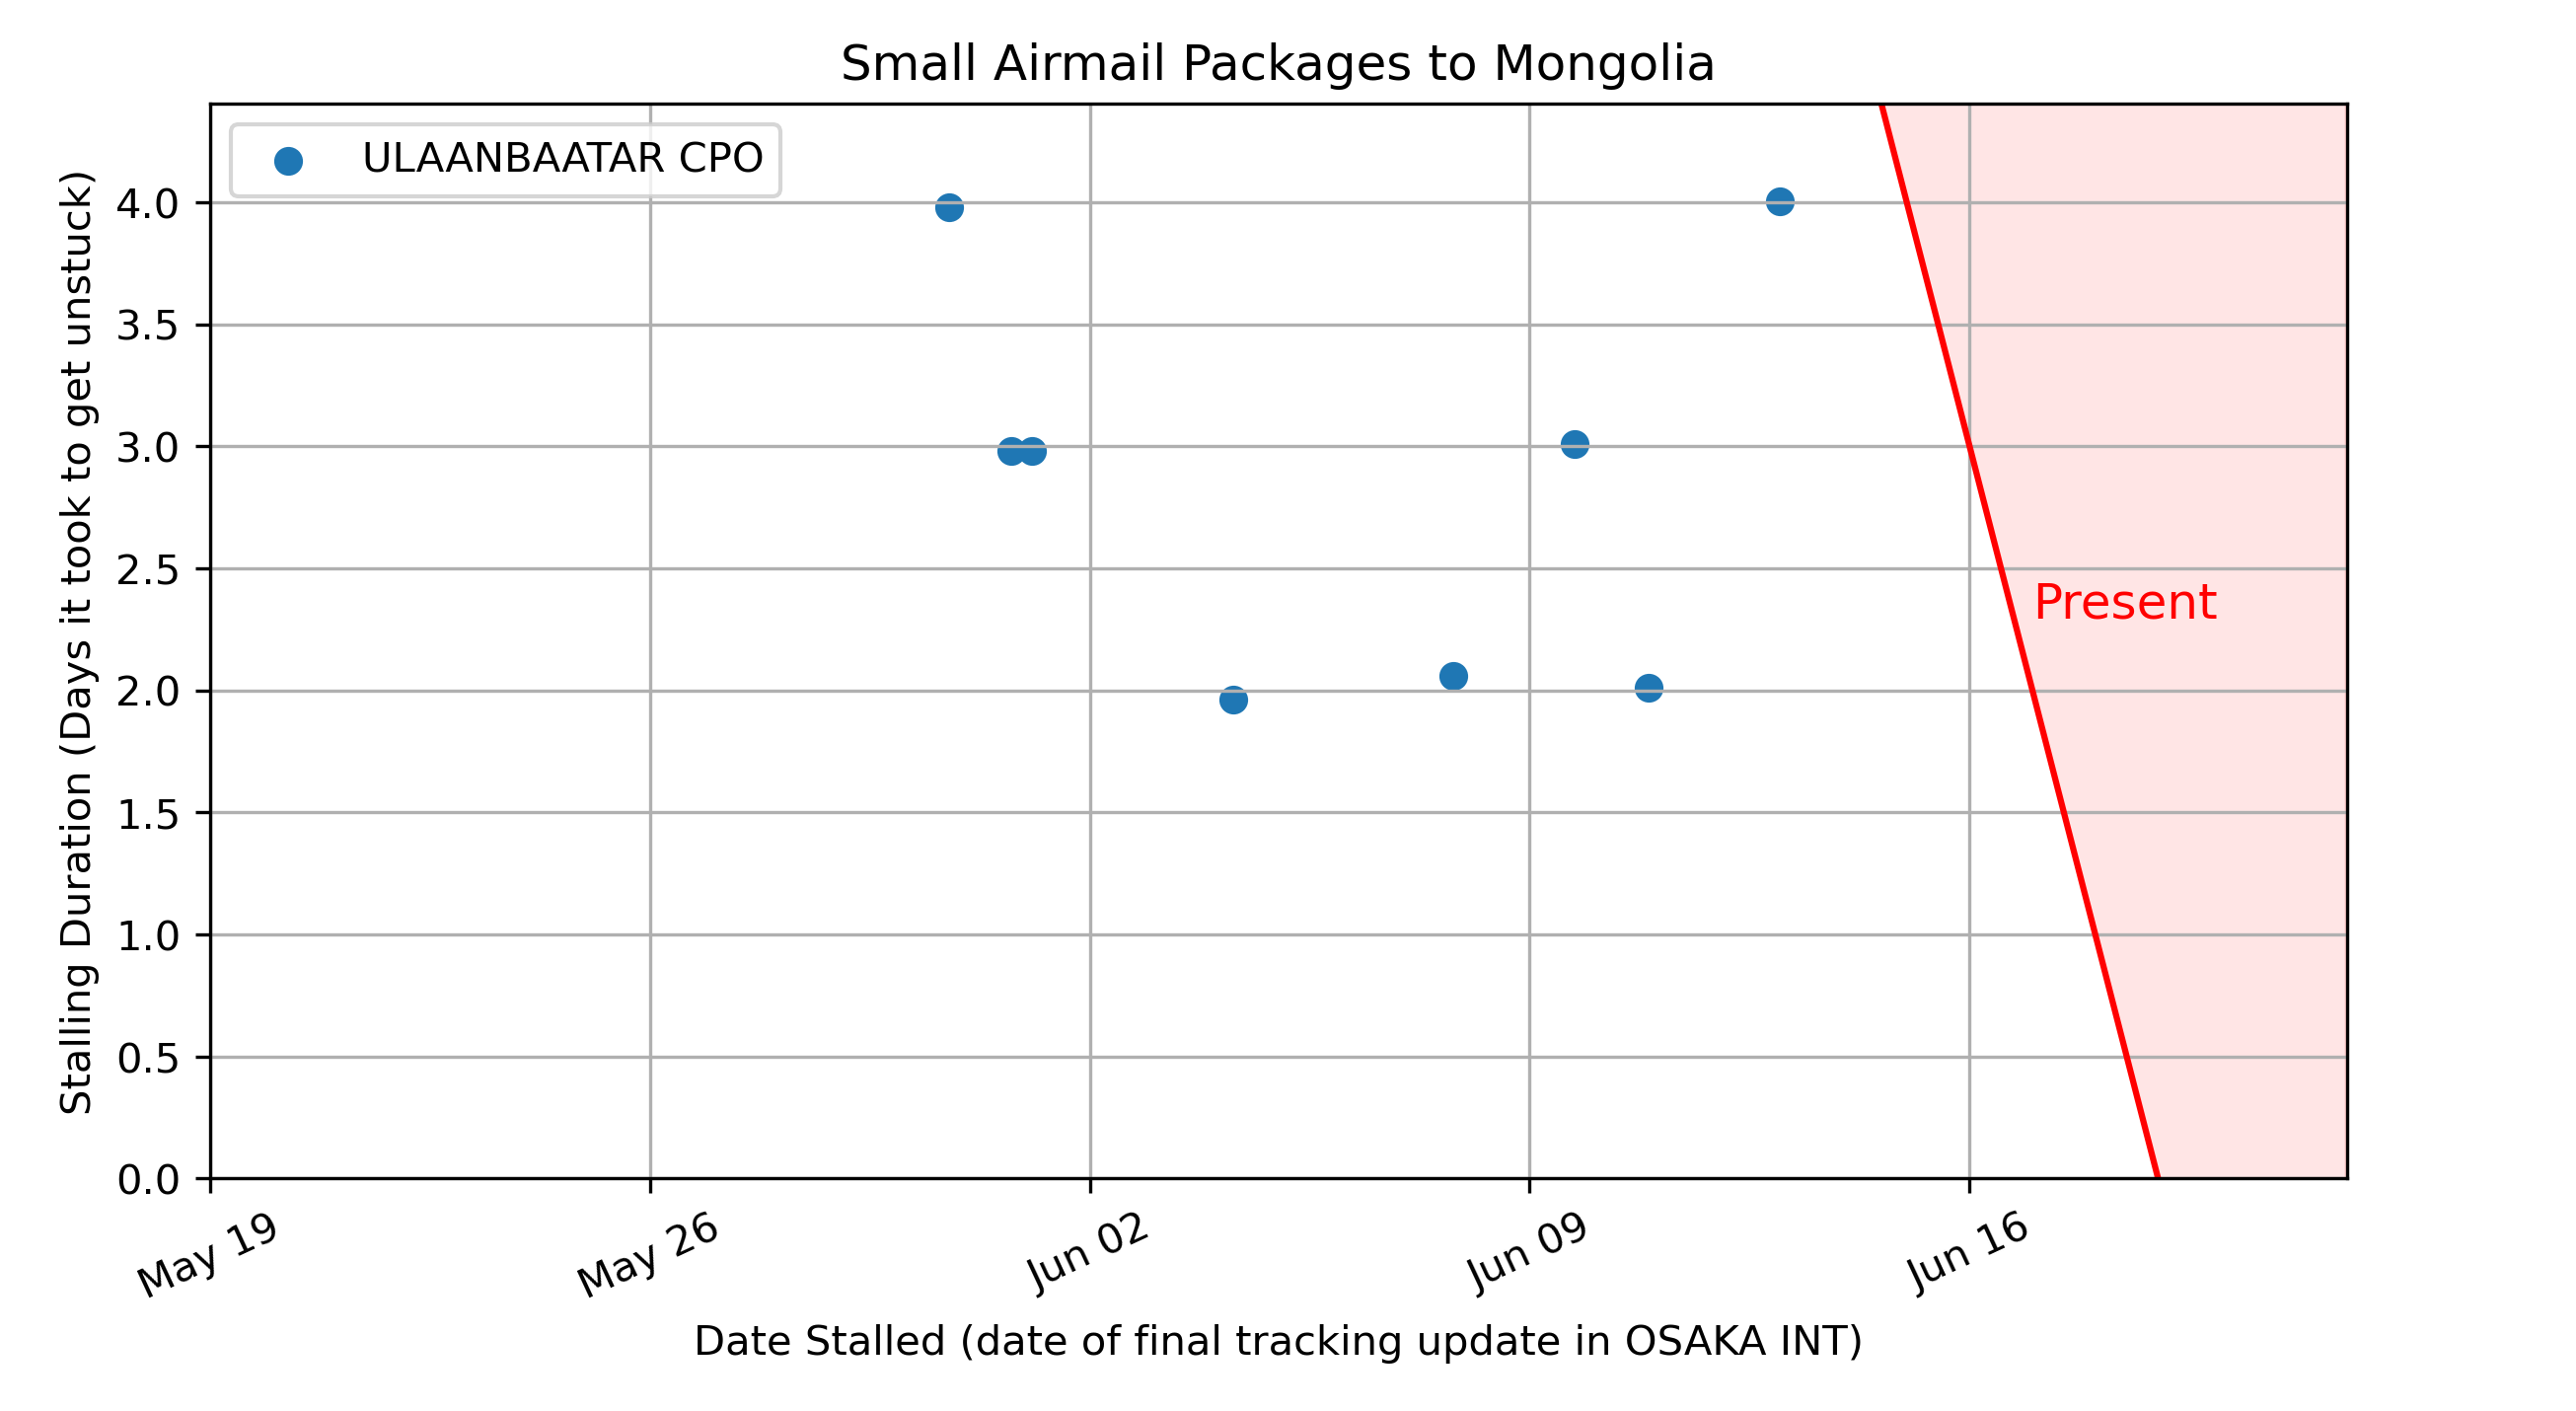 Small Airmail Packages to Mongolia
ULAANBAATAR CPO
Stalling Duration (Days it took to get unstuck)
4.0
3.5
3.0
2.5
2.0
1.5
1.0
0.5
0.0
Present
May 19
May 26
Jun 02
Jun 09
Jun 16
Date Stalled (date of final tracking update in OSAKA INT)